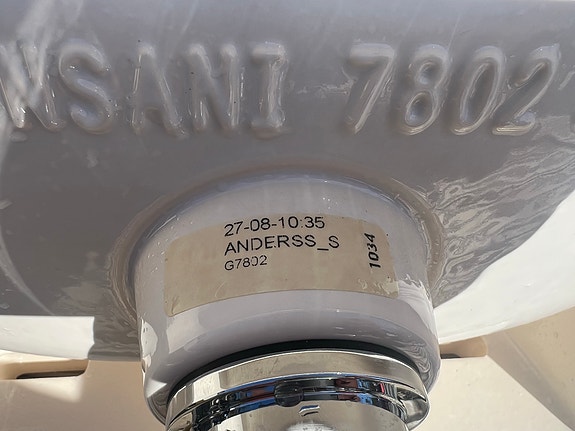 NSANI 7802
27-08-10:35
ANDERSS_S
G7802
1034